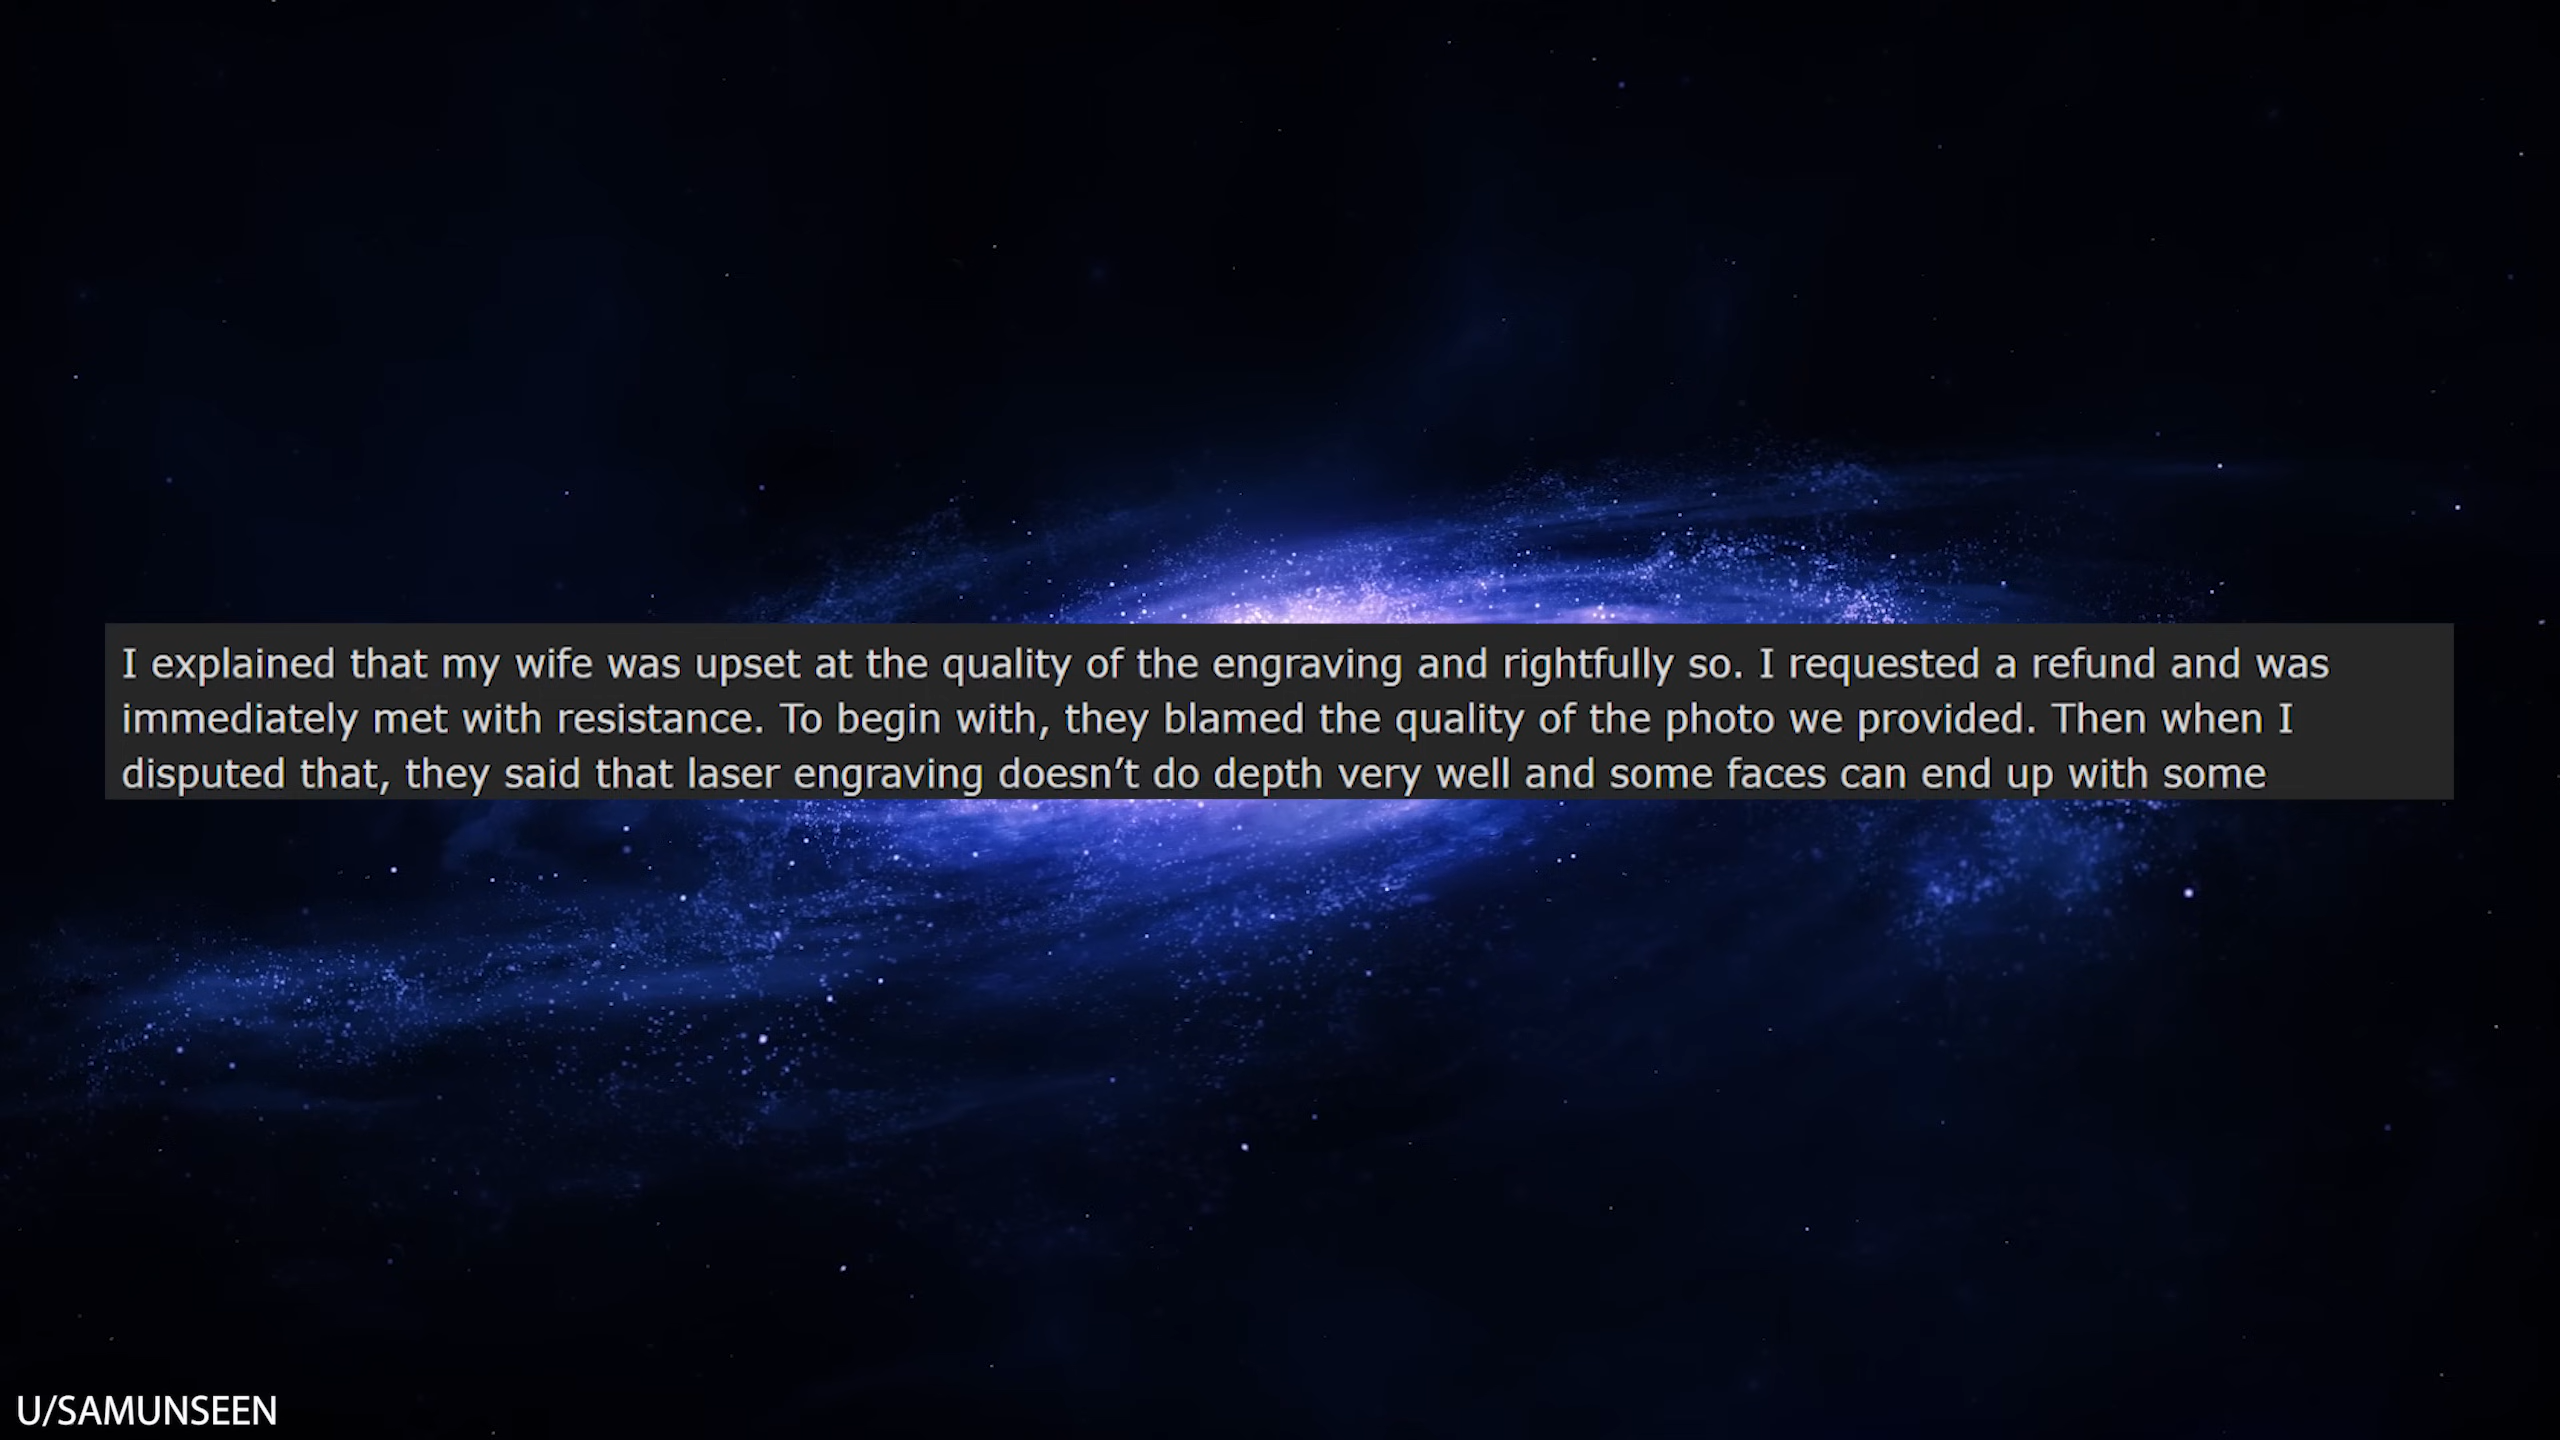 I explained that my wife was upset at the quality of the engraving and rightfully so. I requested a refund and was
immediately met with resistance. To begin with, they blamed the quality of the photo we provided. Then when I
disputed that, they said that laser engraving doesn’t do depth very well and some faces can end up with some
U/SAMUNSEEN